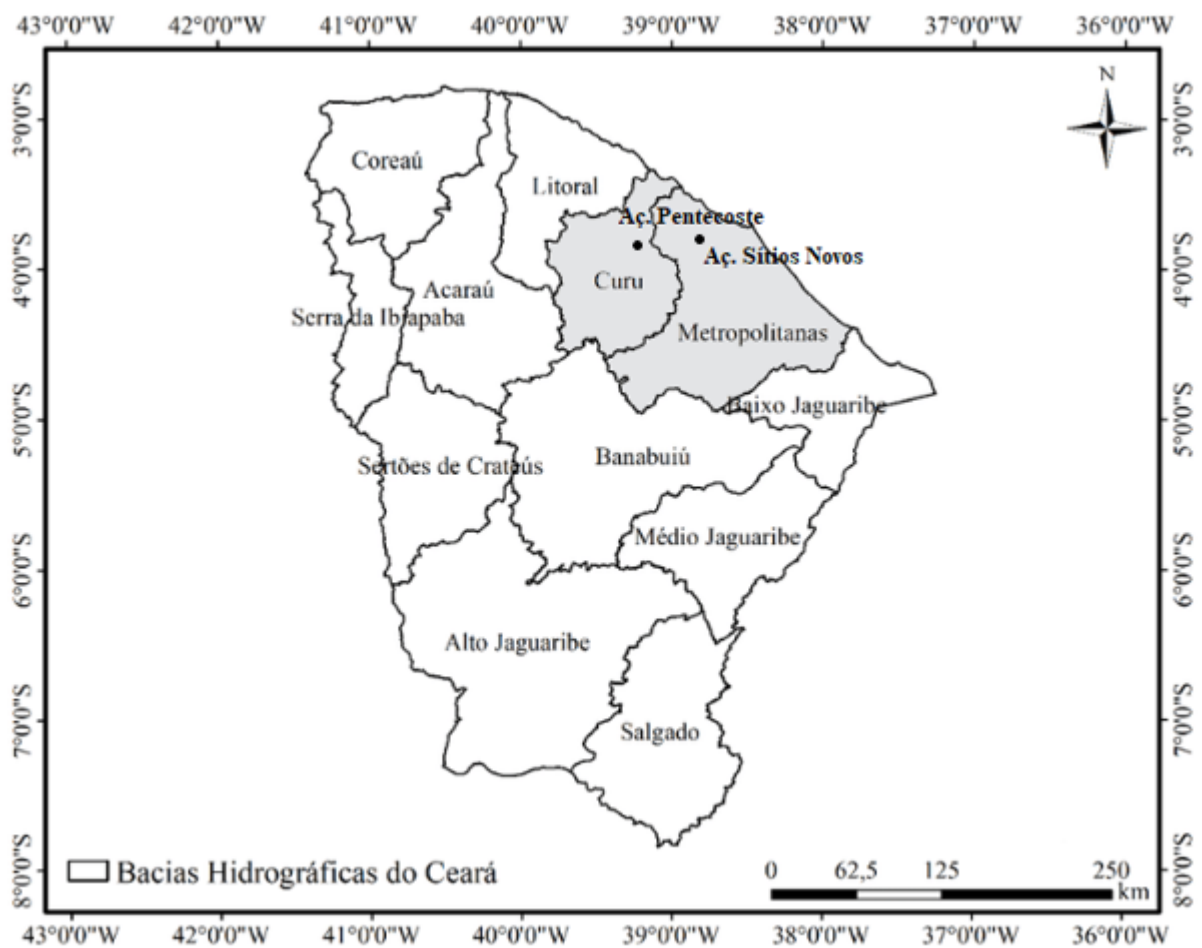 43°0'0"W 42°0'0"W 41°0'0"W 40°0'0"W 39°0'0"W 38°0'0"W 37°0'0"W 36°0'0"W
N
3°0'0"S 3°0'0"S
Coreaú
Litoral
Aç. Pentecoste
Aç. Sítios Novos
4°0'0"S 4°0'0"S
Curu
Acaraú
Serra da Ibiapaba
Metropolitanas
Baixo Jaguaribe
5°0'0"S 5°0'0"S
Sertões de Crateús
Banabuiú
Médio Jaguaribe
6°0'0"S 6°0'0"S
Alto Jaguaribe
7°0'0"S 7°0'0"S
Salgado
Bacias Hidrográficas do Ceará
0 62,5 125 250
km
8°0'0"S 8°0'0"S
43°0'0"W 42°0'0"W 41°0'0"W 40°0'0"W 39°0'0"W 38°0'0"W 37°0'0"W 36°0'0"W